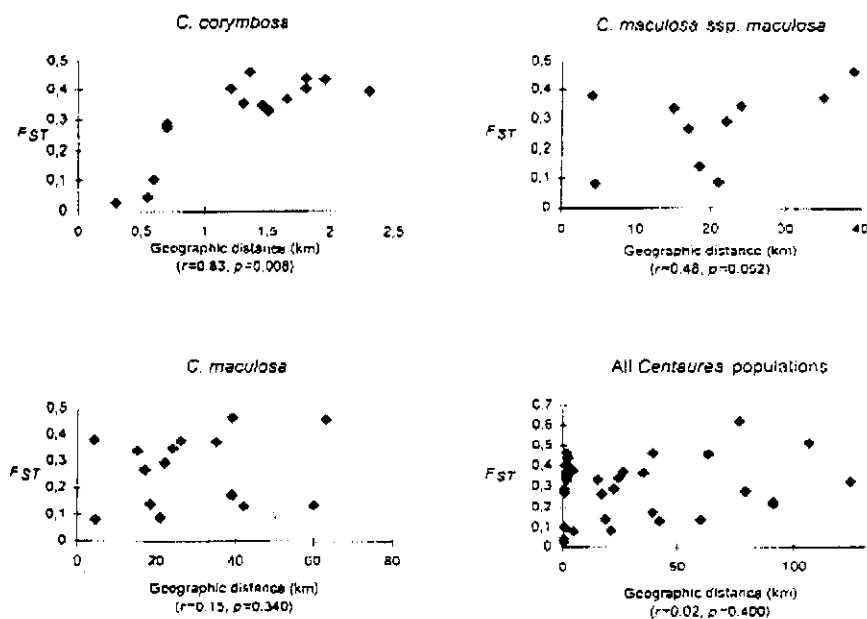 C. corymbosa
0,5
0,4
0,3
FST
0,2
0,1
0
0 0,5 1 1,5 2 2,5
Geographic distance (km)
(r=0.83, p=0.008)
C. maculosa ssp. maculosa
0,5
0,4
0,3
FST
0,2
0,1
0
0 10 20 30 40
Geographic distance (km)
(r=0.48, p=0.052)
C. maculosa
0,5
0,4
FST
0,3
0,2
0,1
0
0 20 40 60 80
Geographic distance (km)
(r=0.15, p=0.340)
All Centaurea populations
0,7
0,6
0,5
FST
0,4
0,3
0,2
0,1
0
0 50 100
Geographic distance (km)
(r=0.02, p=0.400)